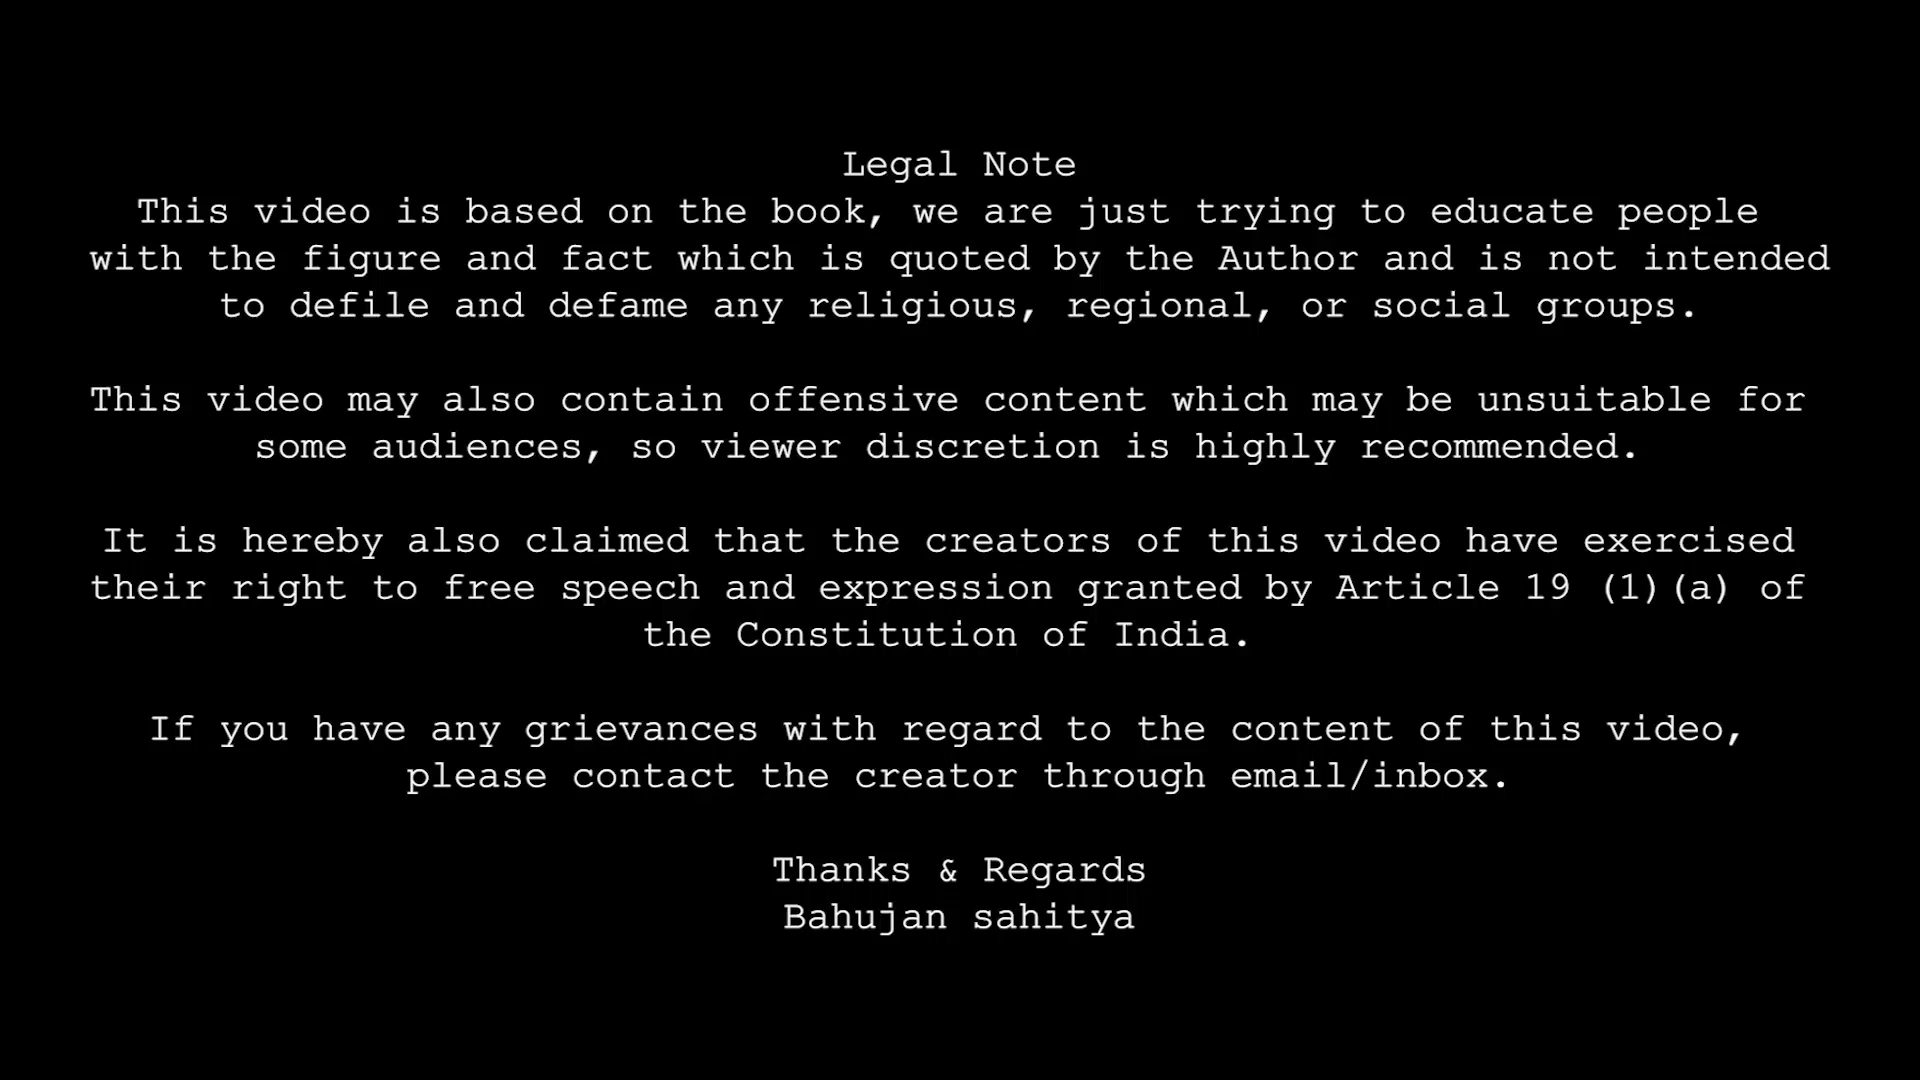 Legal Note
This video is based on the book, we are just trying to educate people
with the figure and fact which is quoted by the Author and is not intended
to defile and defame any religious, regional, or social groups.
This video may also contain offensive content which may be unsuitable for
some audiences, so viewer discretion is highly recommended.
It is hereby also claimed that the creators of this video have exercised
their right to free speech and expression granted by Article 19 (1)(a) of
the Constitution of India.
If you have any grievances with regard to the content of this video,
please contact the creator through email/inbox.
Thanks & Regards
Bahujan sahitya